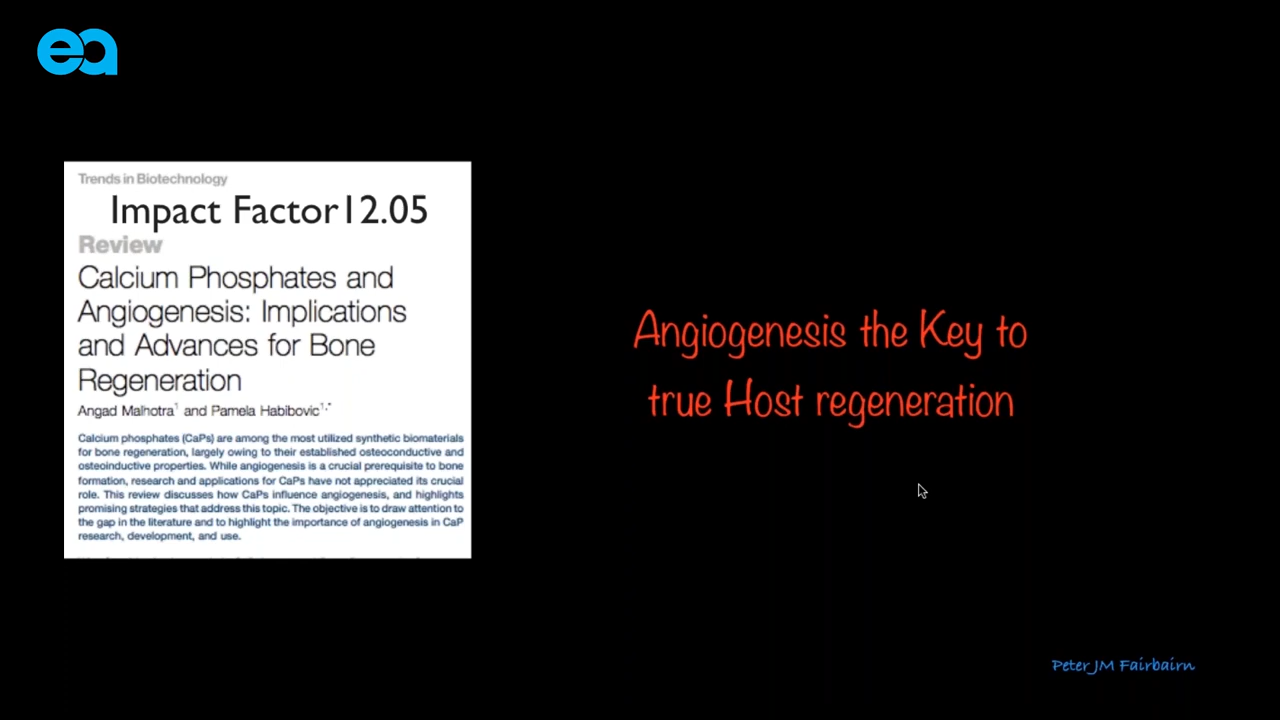 ea
Trends in Biotechnology
Impact Factor12.05
Review
Calcium Phosphates and
Angiogenesis: Implications
and Advances for Bone
Regeneration
Angad Malhotra¹ and Pamela Habibovic¹,*
Calcium phosphates (CaPs) are among the most utilized synthetic biomaterials
for bone regeneration, largely owing to their established osteoconductive and
osteoinductive properties. While angiogenesis is a crucial prerequisite to bone
formation, research and applications for CaPs have not appreciated its crucial
role. This review discusses how CaPs influence angiogenesis, and highlights
promising strategies that address this topic. The objective is to draw attention to
the gap in the literature and to highlight the importance of angiogenesis in CaP
research, development, and use.
Angiogenesis the Key to
true Host regeneration
Peter JM Fairbairn